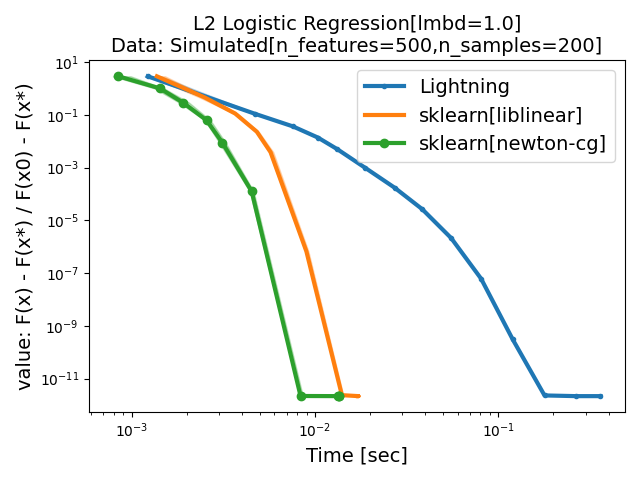 L2 Logistic Regression[lmbd=1.0]
Data: Simulated[n_features=500,n_samples=200]
value: F(x) - F(x*) / F(x0) - F(x*)
10¹
10⁻¹
10⁻³
10⁻⁵
10⁻⁷
10⁻⁹
10⁻¹¹
Lightning
sklearn[liblinear]
sklearn[newton-cg]
10⁻³ 10⁻² 10⁻¹
Time [sec]